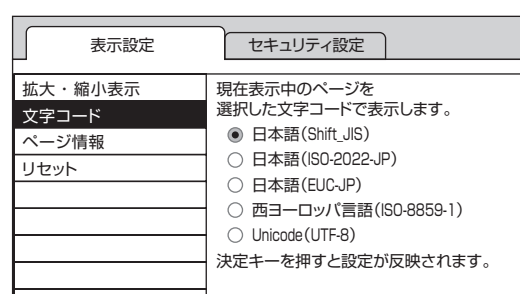 表示設定
セキュリティ設定
拡大・縮小表示
文字コード
ページ情報
リセット
現在表示中のページを
選択した文字コードで表示します。
日本語(Shift_JIS)
日本語(ISO-2022-JP)
日本語(EUC-JP)
西ヨーロッパ言語(ISO-8859-1)
Unicode(UTF-8)
決定キーを押すと設定が反映されます。